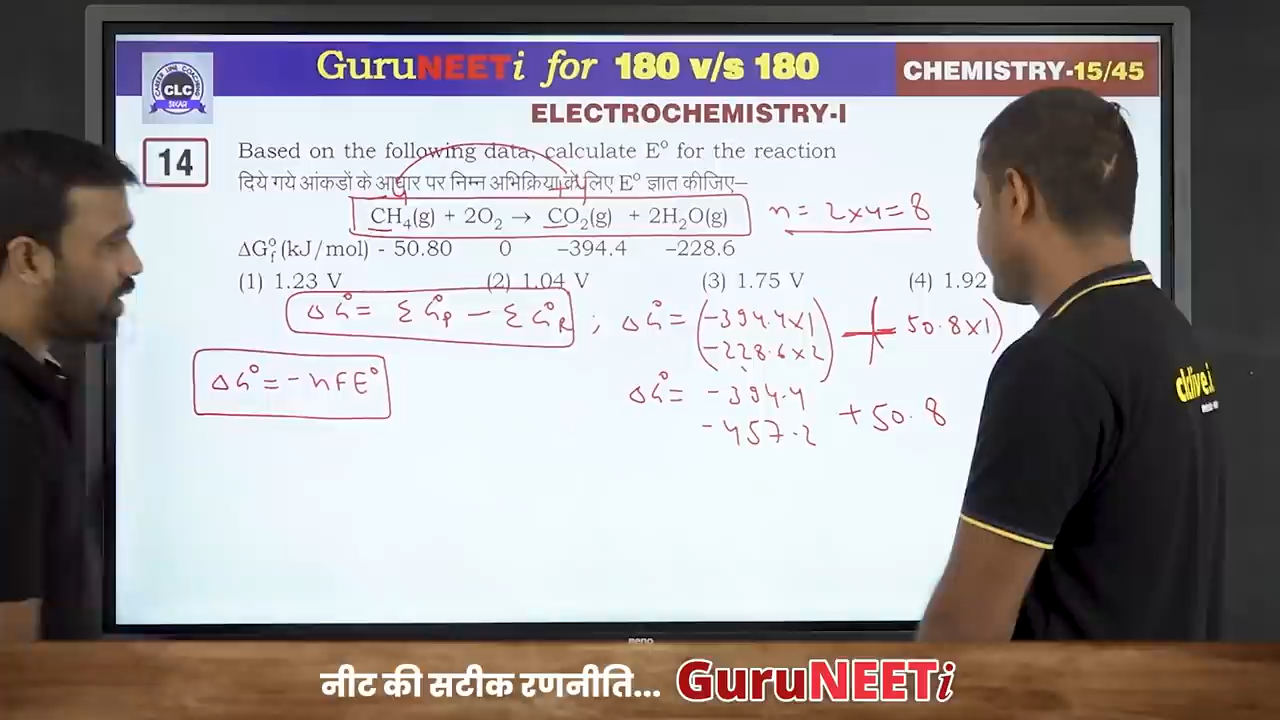 GuruNEETi for 180 v/s 180
CHEMISTRY-15/45
CLC
SIKAR
ELECTROCHEMISTRY-I
14
Based on the following data, calculate E° for the reaction
दिये गये आंकडों के आधार पर निम्न अभिक्रिया के लिए E° ज्ञात कीजिए–
+4
CH₄(g) + 2O₂ → CO₂(g) + 2H₂O(g)
n = 2×4 = 8
ΔG°f (kJ/mol) - 50.80 0 –394.4 –228.6
(1) 1.23 V (2) 1.04 V (3) 1.75 V (4) 1.92
ΔG° = ΣG°P − ΣG°R ; ΔG° = (−394.4×1 + 50.8×1)
−228.6×2
ΔG° = −nFE°
ΔG° = −394.4 + 50.8
−457.2
cklive.i
नीट की सटीक रणनीति... GuruNEETi